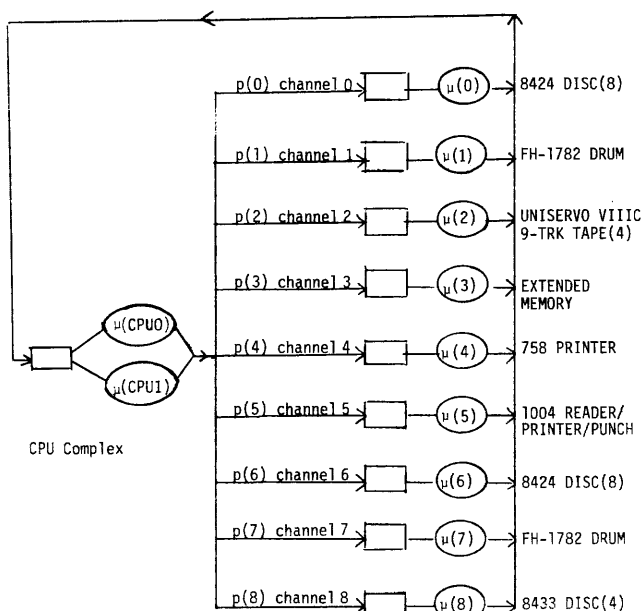 p(0) channel 0
μ(0)
8424 DISC(8)
p(1) channel 1
μ(1)
FH-1782 DRUM
p(2) channel 2
μ(2)
UNISERVO VIIIC
9-TRK TAPE(4)
p(3) channel 3
μ(3)
EXTENDED
MEMORY
μ(CPU0)
p(4) channel 4
μ(4)
758 PRINTER
μ(CPU1)
p(5) channel 5
μ(5)
1004 READER/
PRINTER/PUNCH
CPU Complex
p(6) channel 6
μ(6)
8424 DISC(8)
p(7) channel 7
μ(7)
FH-1782 DRUM
p(8) channel 8
μ(8)
8433 DISC(4)